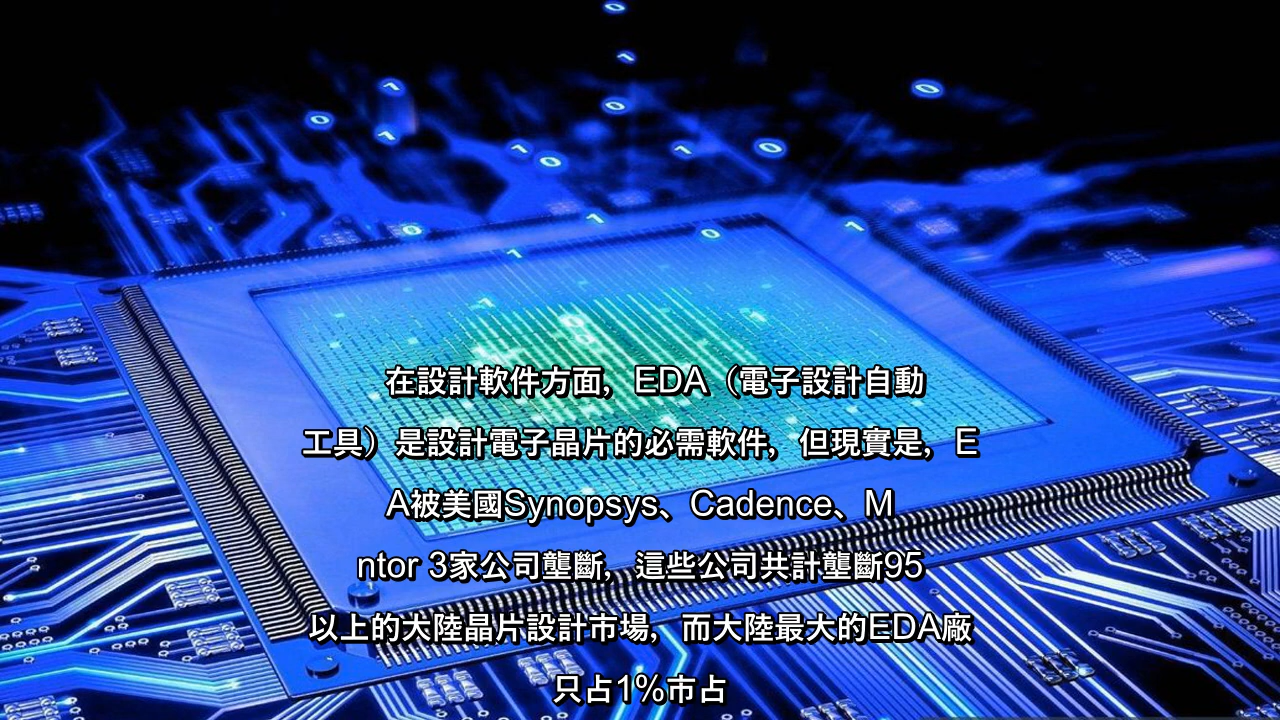 在設計軟件方面，EDA（電子設計自動
工具）是設計電子晶片的必需軟件，但現實是，E
A被美國Synopsys、Cadence、M
ntor 3家公司壟斷，這些公司共計壟斷95
以上的大陸晶片設計市場，而大陸最大的EDA廠
只占1%市占